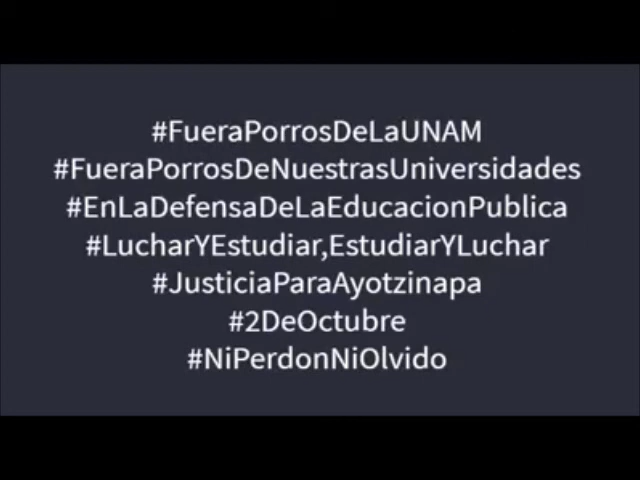 #FueraPorrosDeLaUNAM
#FueraPorrosDeNuestrasUniversidades
#EnLaDefensaDeLaEducacionPublica
#LucharYEstudiar,EstudiarYLuchar
#JusticiaParaAyotzinapa
#2DeOctubre
#NiPerdonNiOlvido